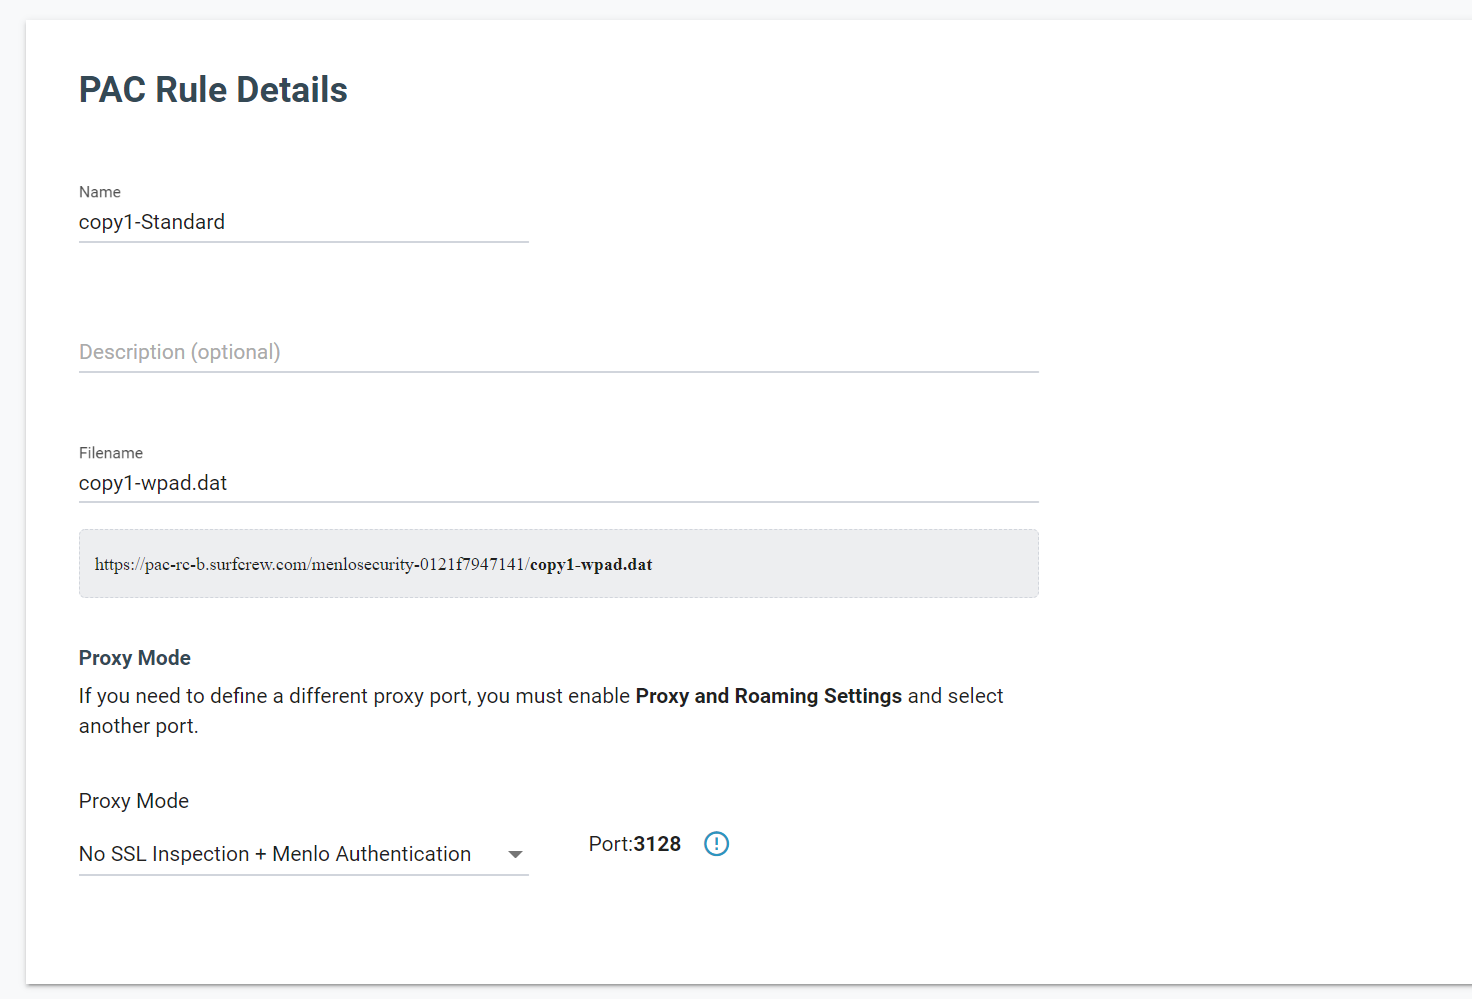 PAC Rule Details
Name
copy1-Standard
Description (optional)
Filename
copy1-wpad.dat
https://pac-rc-b.surfcrew.com/menlosecurity-0121f7947141/copy1-wpad.dat
Proxy Mode
If you need to define a different proxy port, you must enable Proxy and Roaming Settings and select
another port.
Proxy Mode
No SSL Inspection + Menlo Authentication
Port:3128